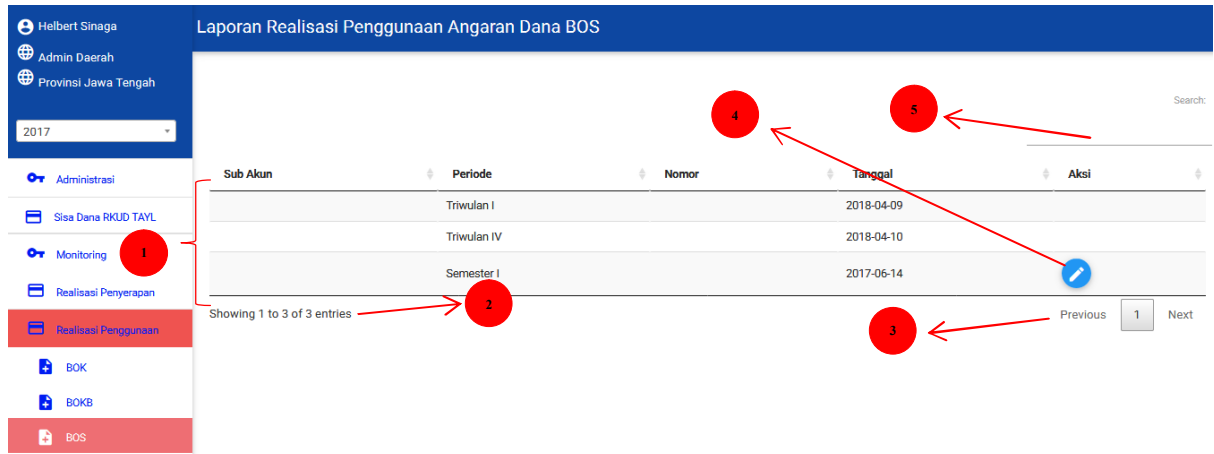 Helbert Sinaga
Admin Daerah
Provinsi Jawa Tengah
2017
Administrasi
Sisa Dana RKUD TAYL
Monitoring
Realisasi Penyerapan
Realisasi Penggunaan
BOK
BOKB
BOS
Laporan Realisasi Penggunaan Angaran Dana BOS
Search:
Sub Akun Periode Nomor Tanggal Aksi
Triwulan I 2018-04-09
Triwulan IV 2018-04-10
Semester I 2017-06-14
Showing 1 to 3 of 3 entries
Previous 1 Next
1
2
3
4
5